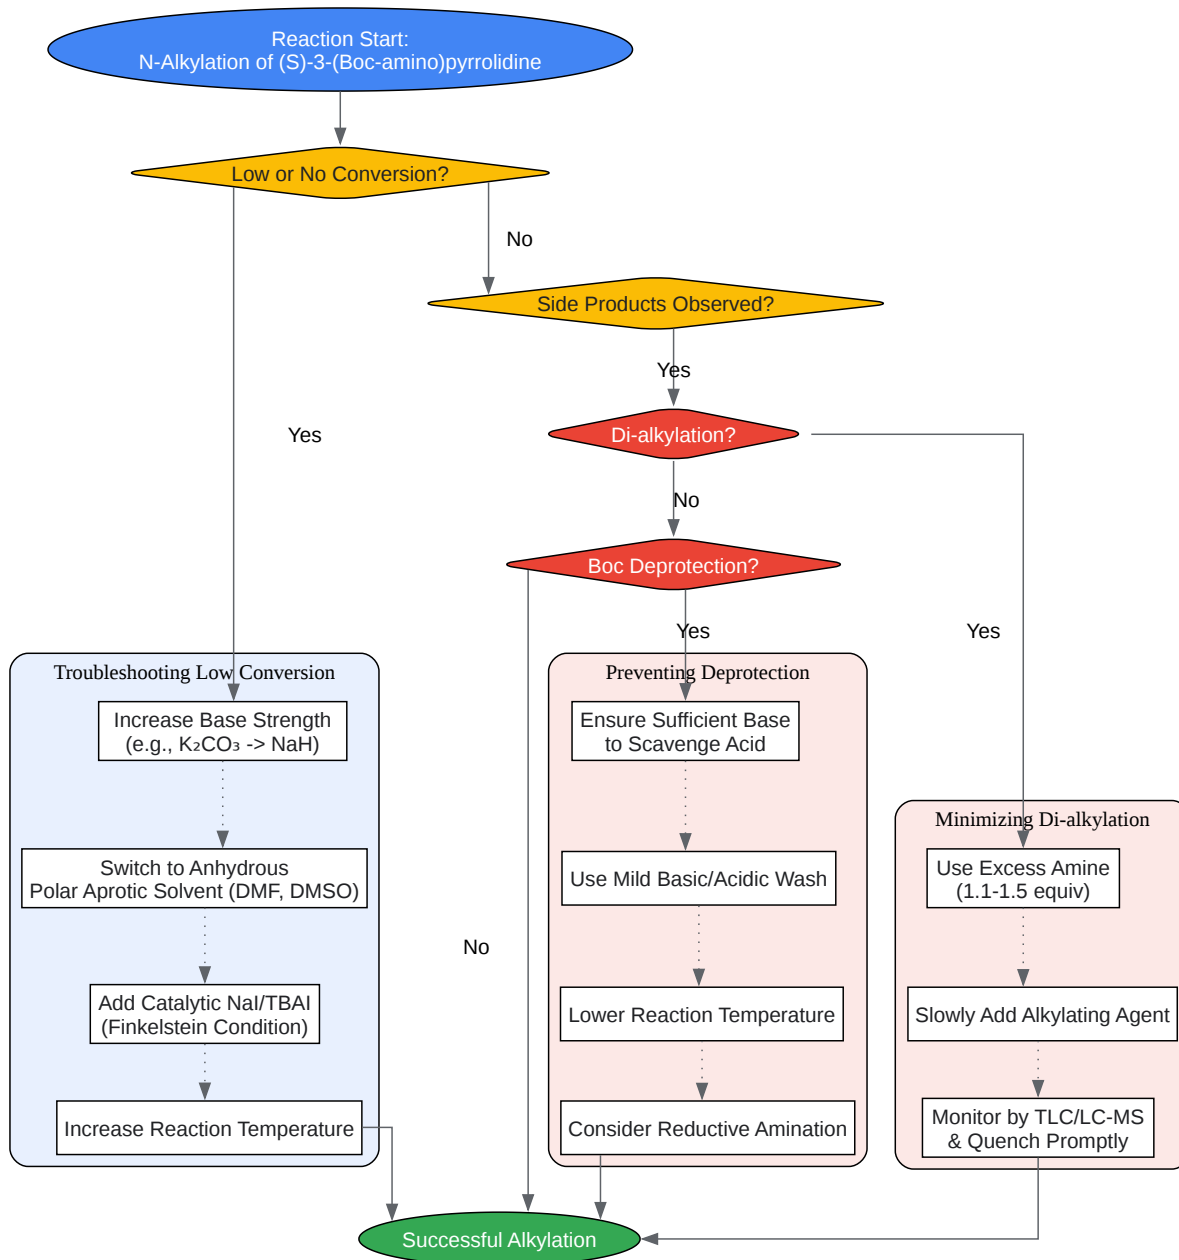 Reaction Start:
N-Alkylation of (S)-3-(Boc-amino)pyrrolidine
Low or No Conversion?
No
Side Products Observed?
Yes
Yes
Di-alkylation?
No
Boc Deprotection?
Yes
Yes
Troubleshooting Low Conversion
Increase Base Strength
(e.g., K₂CO₃ -> NaH)
Switch to Anhydrous
Polar Aprotic Solvent (DMF, DMSO)
Add Catalytic NaI/TBAI
(Finkelstein Condition)
Increase Reaction Temperature
No
Preventing Deprotection
Ensure Sufficient Base
to Scavenge Acid
Use Mild Basic/Acidic Wash
Lower Reaction Temperature
Consider Reductive Amination
Minimizing Di-alkylation
Use Excess Amine
(1.1-1.5 equiv)
Slowly Add Alkylating Agent
Monitor by TLC/LC-MS
& Quench Promptly
Successful Alkylation